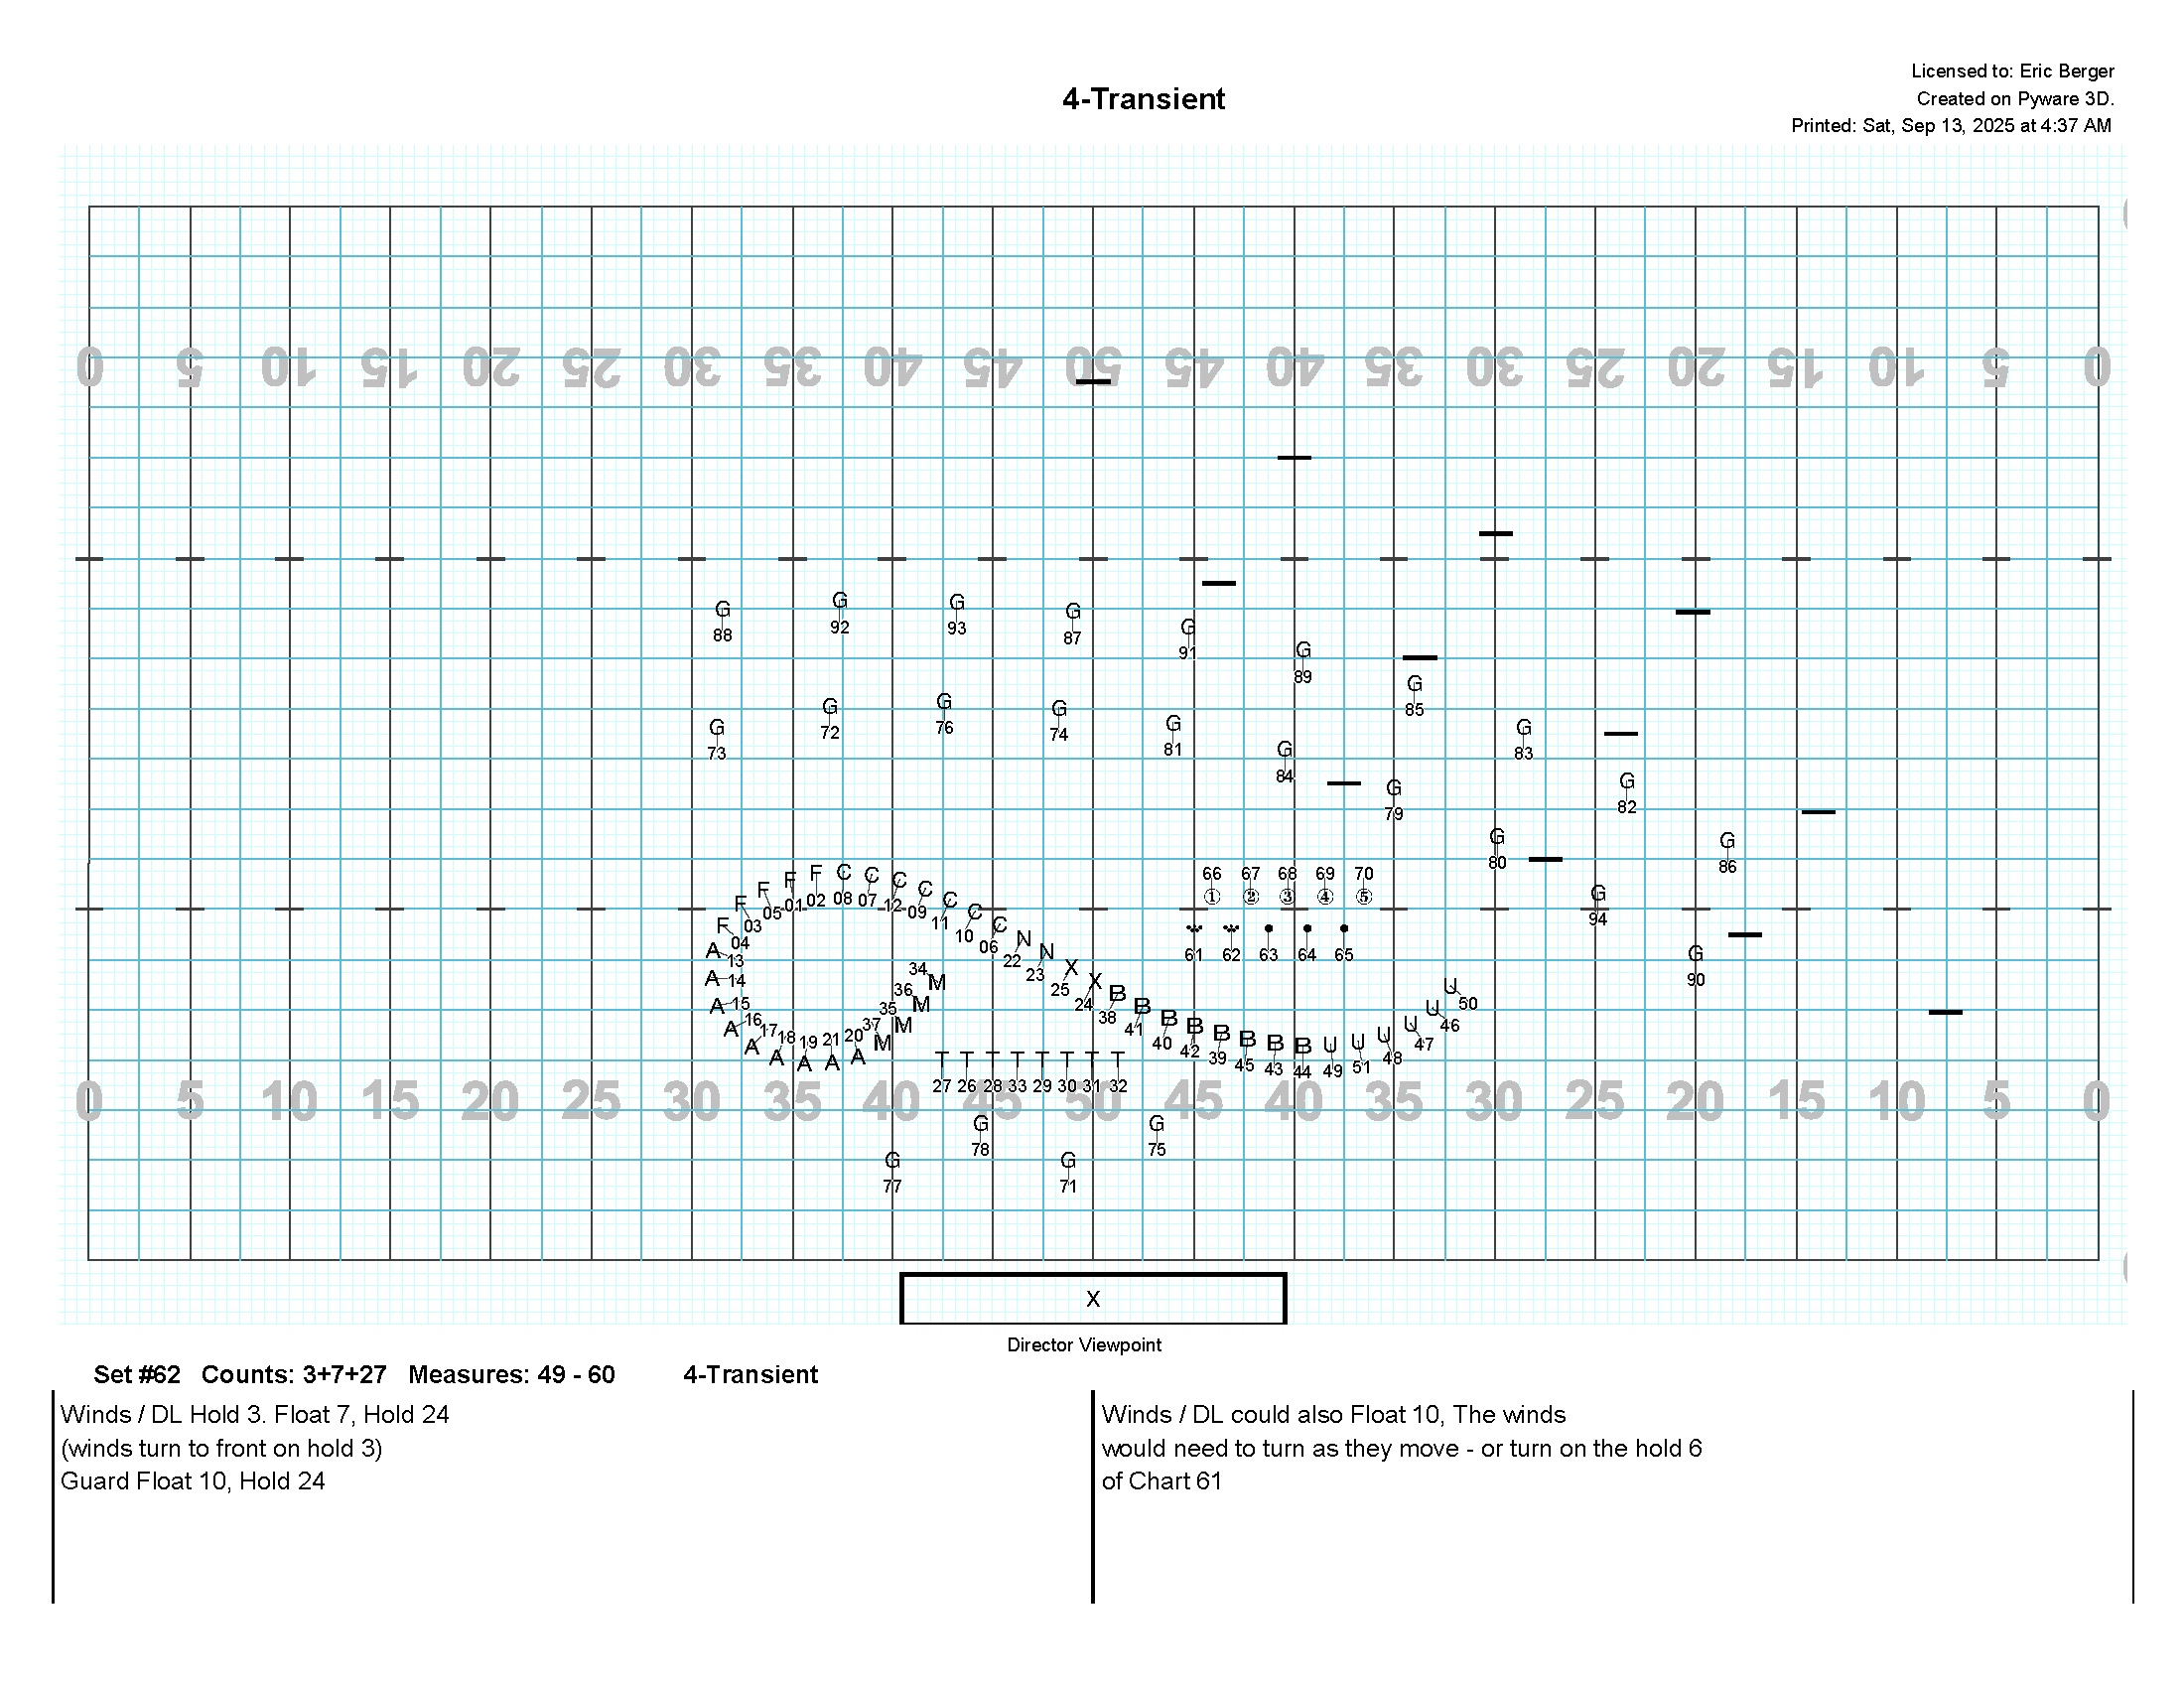 Licensed to: Eric Berger
4-Transient
Created on Pyware 3D.
Printed: Sat, Sep 13, 2025 at 4:37 AM
0 5 10 15 20 25 30 35 40 45 50 45 40 35 30 25 20 15 10 5 0
G G G G G G
88 92 93 87 91 89
G G G G G G G G
73 72 76 74 81 84 85 83
G G G G G
79 82 80 86 94
66 67 68 69 70
① ② ③ ④ ⑤
F F F F F C C C C C C C N N X X B B B B B B B B U U U U U U
04 03 05 01 02 08 07 12 09 11 10 06 22 23 25 24 38 41 40 42 39 45 43 44 49 51 48 47 46 50
61 62 63 64 65
G
90
A A A A A A A A A M M M M
13 14 15 16 17 18 19 21 20 37 35 36 34
T T T T T T T T
27 26 28 33 29 30 31 32
0 5 10 15 20 25 30 35 40 45 50 45 40 35 30 25 20 15 10 5 0
G G
78 75
G G
77 71
X
Director Viewpoint
Set #62 Counts: 3+7+27 Measures: 49 - 60 4-Transient
Winds / DL Hold 3. Float 7, Hold 24
(winds turn to front on hold 3)
Guard Float 10, Hold 24
Winds / DL could also Float 10, The winds
would need to turn as they move - or turn on the hold 6
of Chart 61